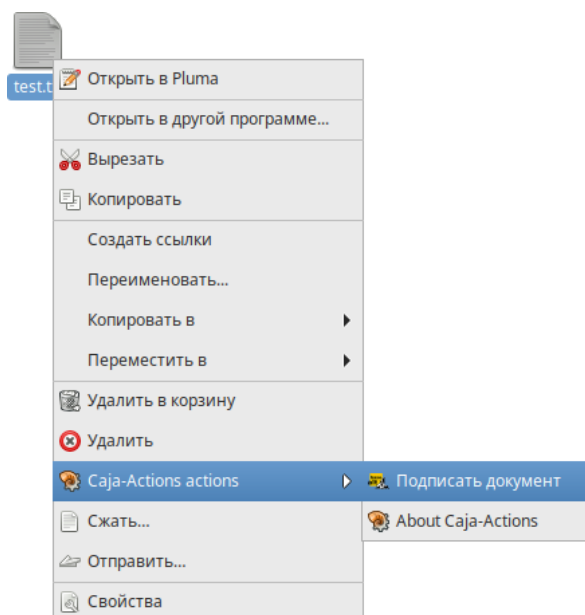 test.t
Открыть в Pluma
Открыть в другой программе...
Вырезать
Копировать
Создать ссылки
Переименовать...
Копировать в
Переместить в
Удалить в корзину
Удалить
Caja-Actions actions
Подписать документ
Сжать...
About Caja-Actions
Отправить...
Свойства